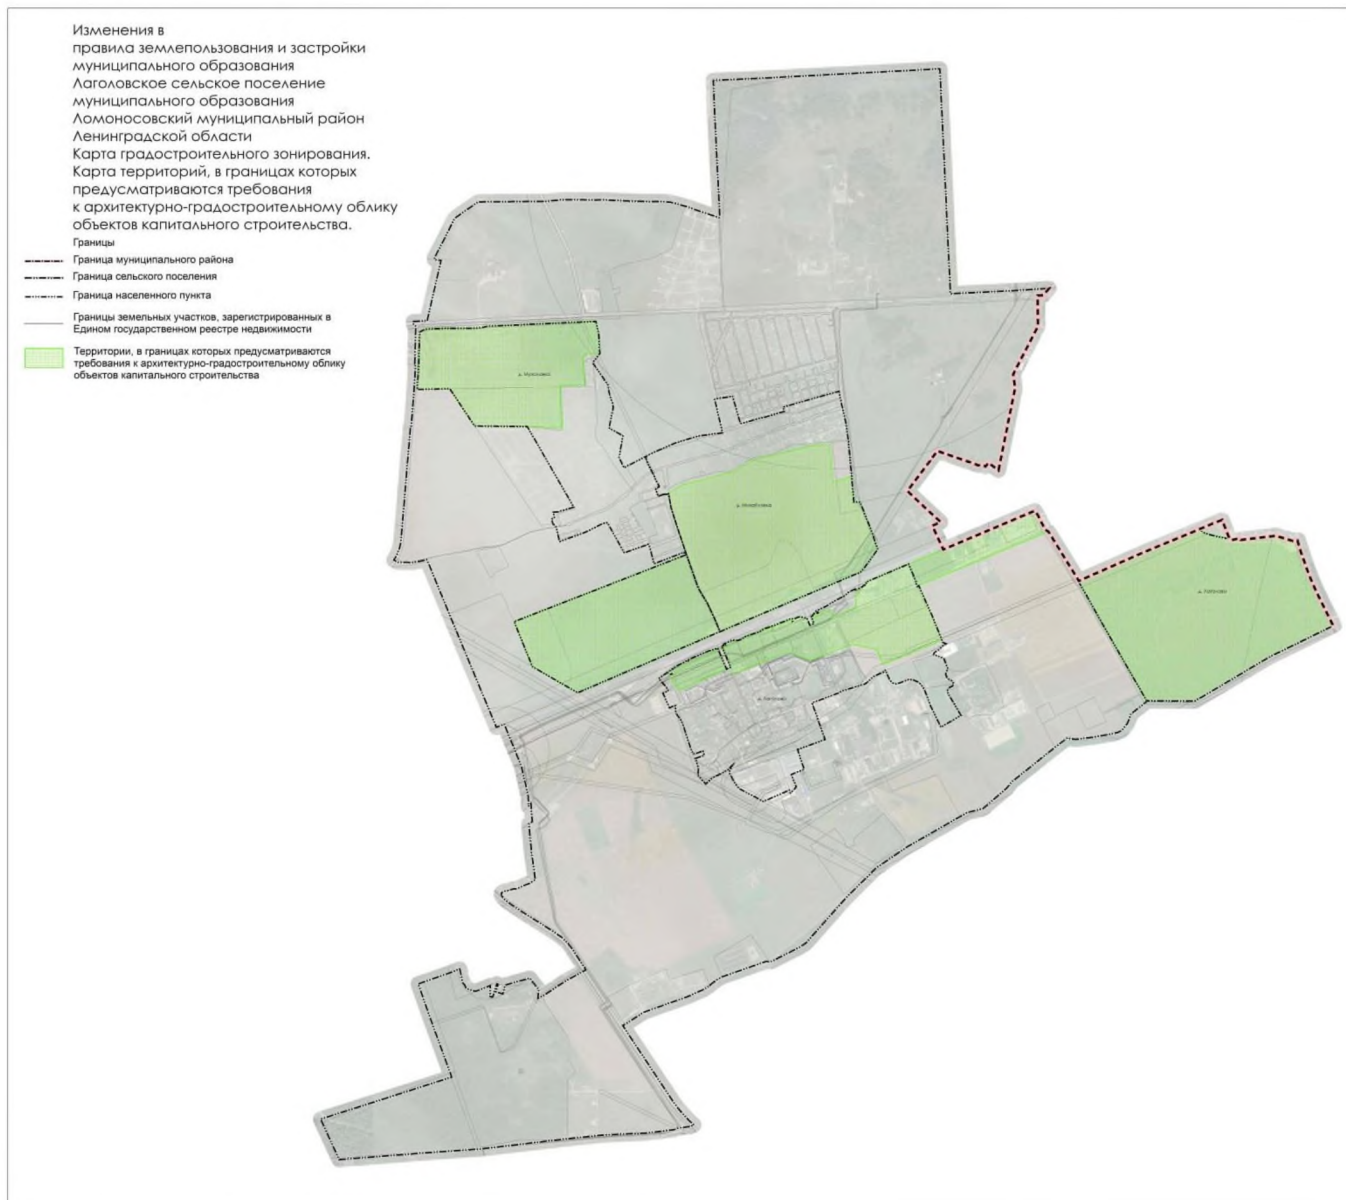 Изменения в
правила землепользования и застройки
муниципального образования
Лаголовское сельское поселение
муниципального образования
Ломоносовский муниципальный район
Ленинградской области
Карта градостроительного зонирования.
Карта территорий, в границах которых
предусматриваются требования
к архитектурно-градостроительному облику
объектов капитального строительства.
Границы
Граница муниципального района
Граница сельского поселения
Граница населенного пункта
Границы земельных участков, зарегистрированных в
Едином государственном реестре недвижимости
Территории, в границах которых предусматриваются
требования к архитектурно-градостроительному облику
объектов капитального строительства
д. Михайловка
д. Лаголово
д. Лаголово